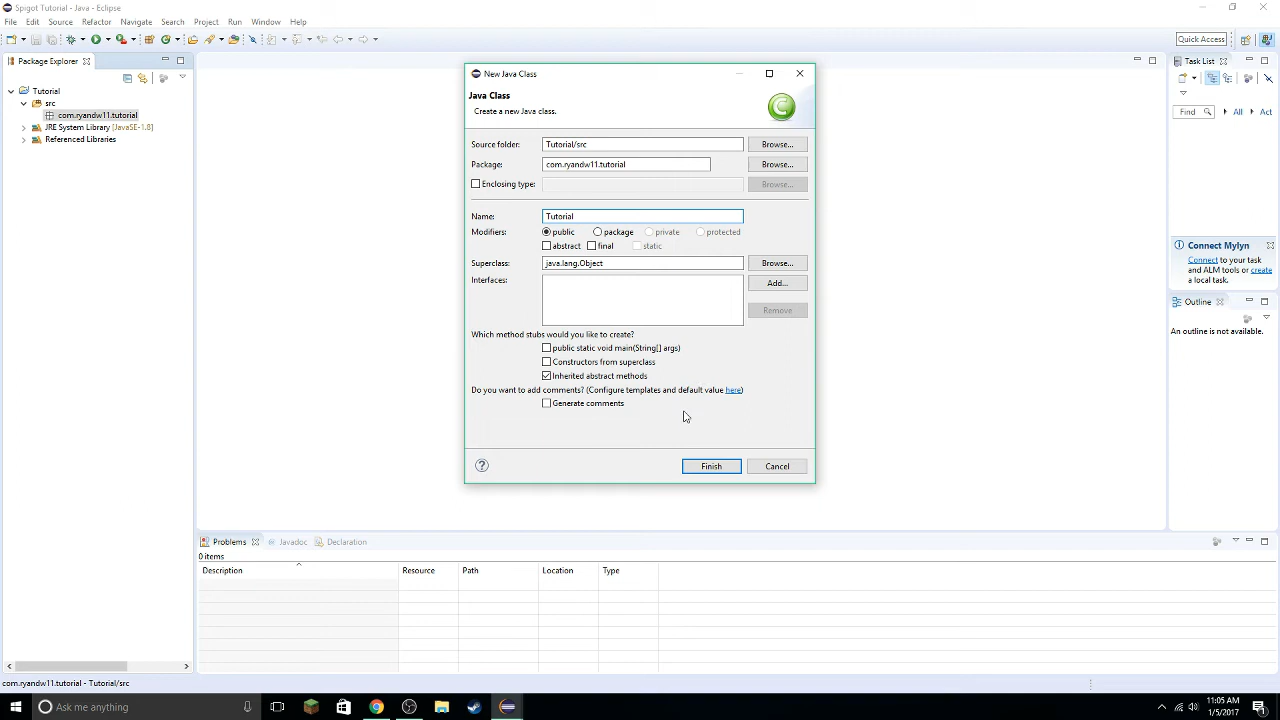 Spigot Tutorial - Java - Eclipse
File Edit Source Refactor Navigate Search Project Run Window Help
Quick Access
Package Explorer
Tutorial
src
com.ryandw11.tutorial
JRE System Library [JavaSE-1.8]
Referenced Libraries
New Java Class
Java Class
Create a new Java class.
Source folder: Tutorial/src Browse...
Package: com.ryandw11.tutorial Browse...
Enclosing type: Browse...
Name: Tutorial
Modifiers: public package private protected
abstract final static
Superclass: java.lang.Object Browse...
Interfaces: Add...
Remove
Which method stubs would you like to create?
public static void main(String[] args)
Constructors from superclass
Inherited abstract methods
Do you want to add comments? (Configure templates and default value here)
Generate comments
? Finish Cancel
Task List
Find All Act
Connect Mylyn
Connect to your task
and ALM tools or create
a local task.
Outline
An outline is not available.
Problems Javadoc Declaration
0 items
Description Resource Path Location Type
com.ryandw11.tutorial - Tutorial/src
Ask me anything
11:05 AM
1/5/2017